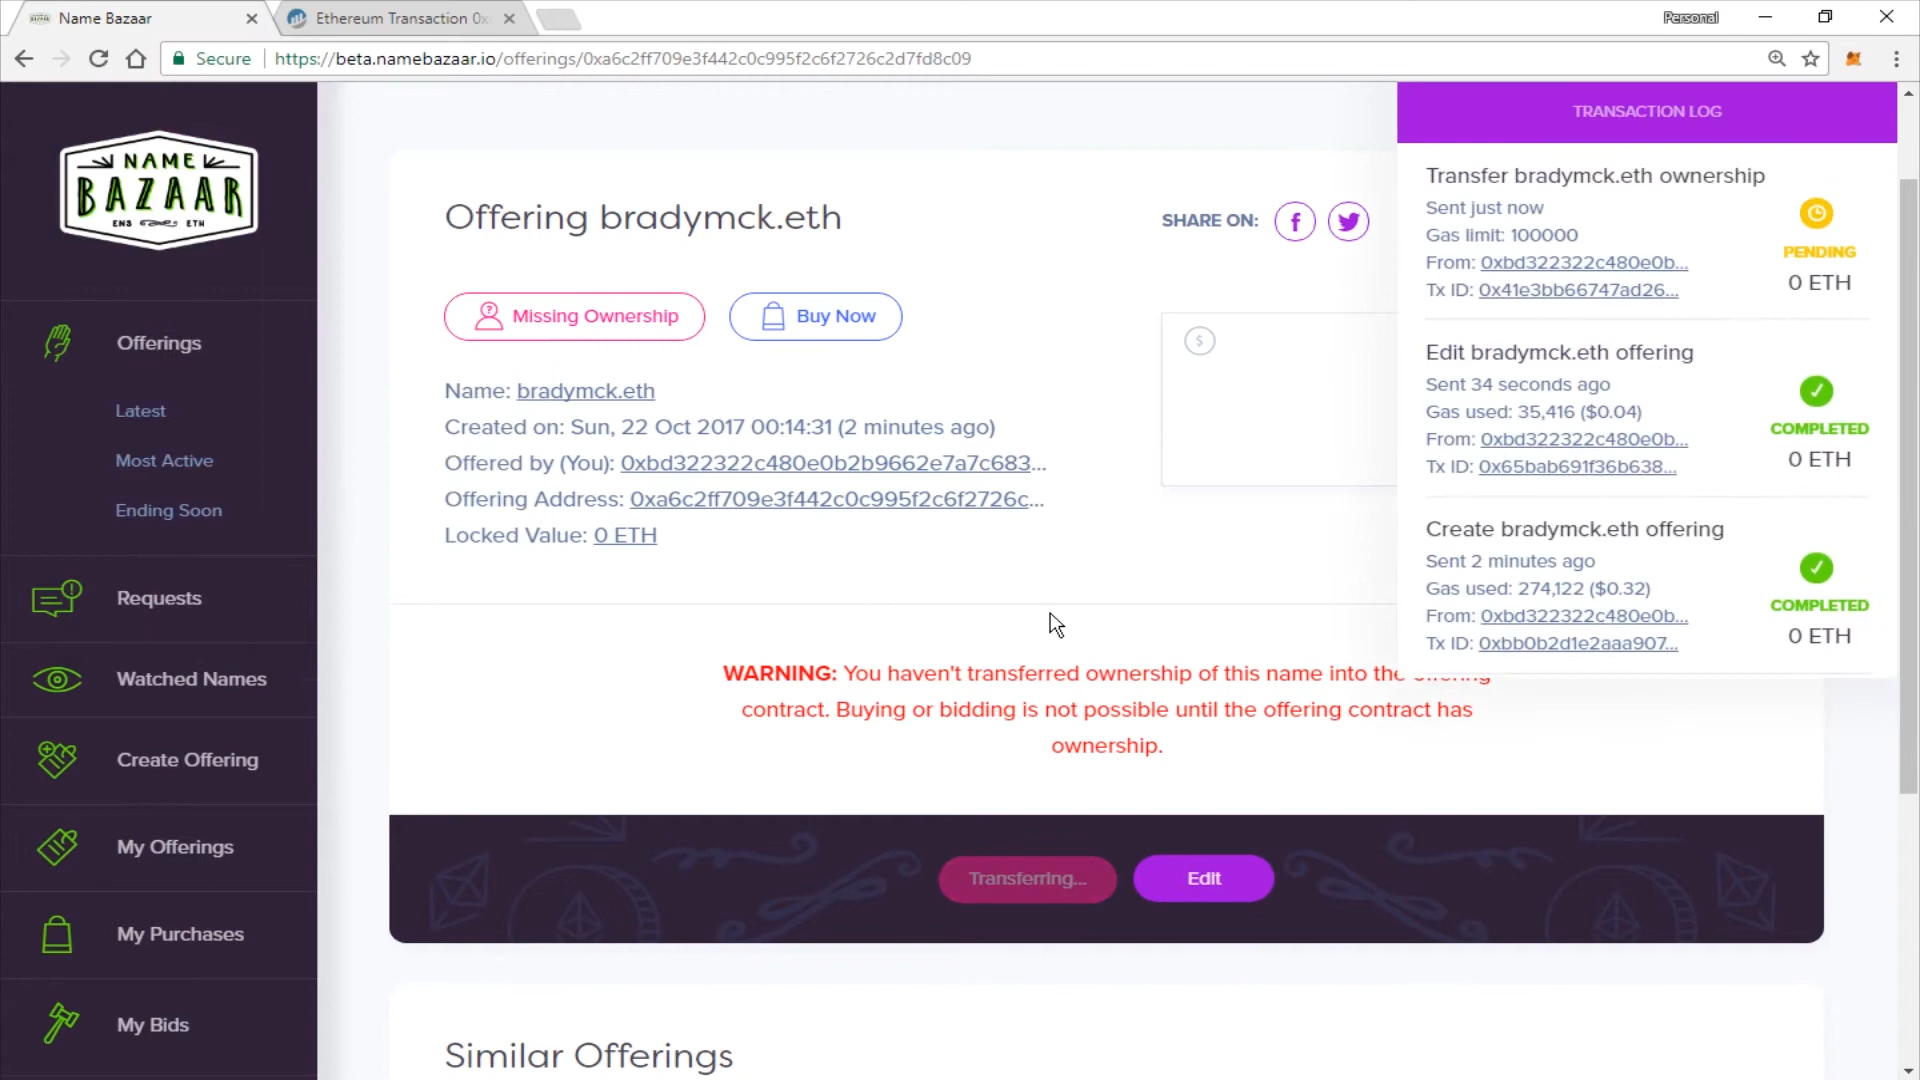 Name Bazaar
Ethereum Transaction 0x
Personal
Secure
https://beta.namebazaar.io/offerings/0xa6c2ff709e3f442c0c995f2c6f2726c2d7fd8c09
NAME
BAZAAR
ENS ETH
Offerings
Latest
Most Active
Ending Soon
Requests
Watched Names
Create Offering
My Offerings
My Purchases
My Bids
Offering bradymck.eth
SHARE ON:
Missing Ownership
Buy Now
Name: bradymck.eth
Created on: Sun, 22 Oct 2017 00:14:31 (2 minutes ago)
Offered by (You): 0xbd322322c480e0b2b9662e7a7c683...
Offering Address: 0xa6c2ff709e3f442c0c995f2c6f2726c...
Locked Value: 0 ETH
WARNING: You haven't transferred ownership of this name into the offering
contract. Buying or bidding is not possible until the offering contract has
ownership.
Transferring...
Edit
Similar Offerings
TRANSACTION LOG
Transfer bradymck.eth ownership
Sent just now
Gas limit: 100000
From: 0xbd322322c480e0b...
Tx ID: 0x41e3bb66747ad26...
PENDING
0 ETH
Edit bradymck.eth offering
Sent 34 seconds ago
Gas used: 35,416 ($0.04)
From: 0xbd322322c480e0b...
Tx ID: 0x65bab691f36b638...
COMPLETED
0 ETH
Create bradymck.eth offering
Sent 2 minutes ago
Gas used: 274,122 ($0.32)
From: 0xbd322322c480e0b...
Tx ID: 0xbb0b2d1e2aaa907...
COMPLETED
0 ETH